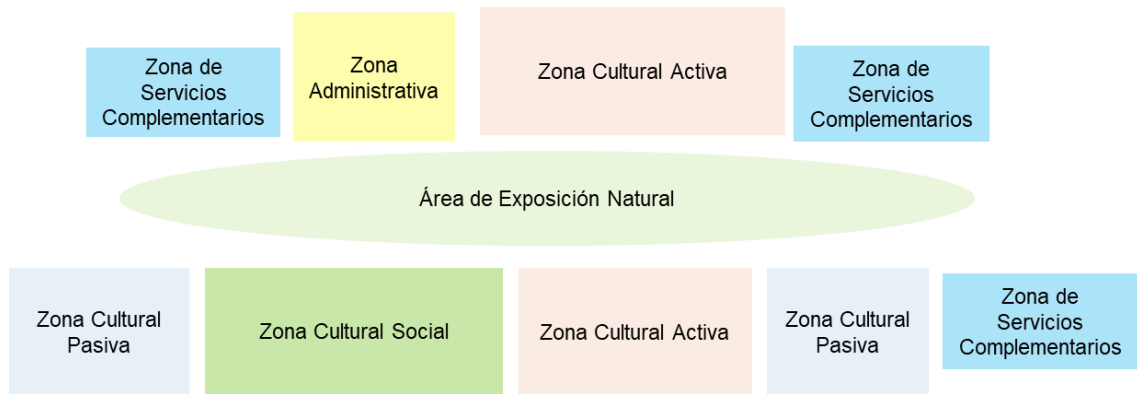 Zona de
Servicios
Complementarios
Zona
Administrativa
Zona Cultural Activa
Zona de
Servicios
Complementarios
Área de Exposición Natural
Zona Cultural
Pasiva
Zona Cultural Social
Zona Cultural Activa
Zona Cultural
Pasiva
Zona de
Servicios
Complementarios